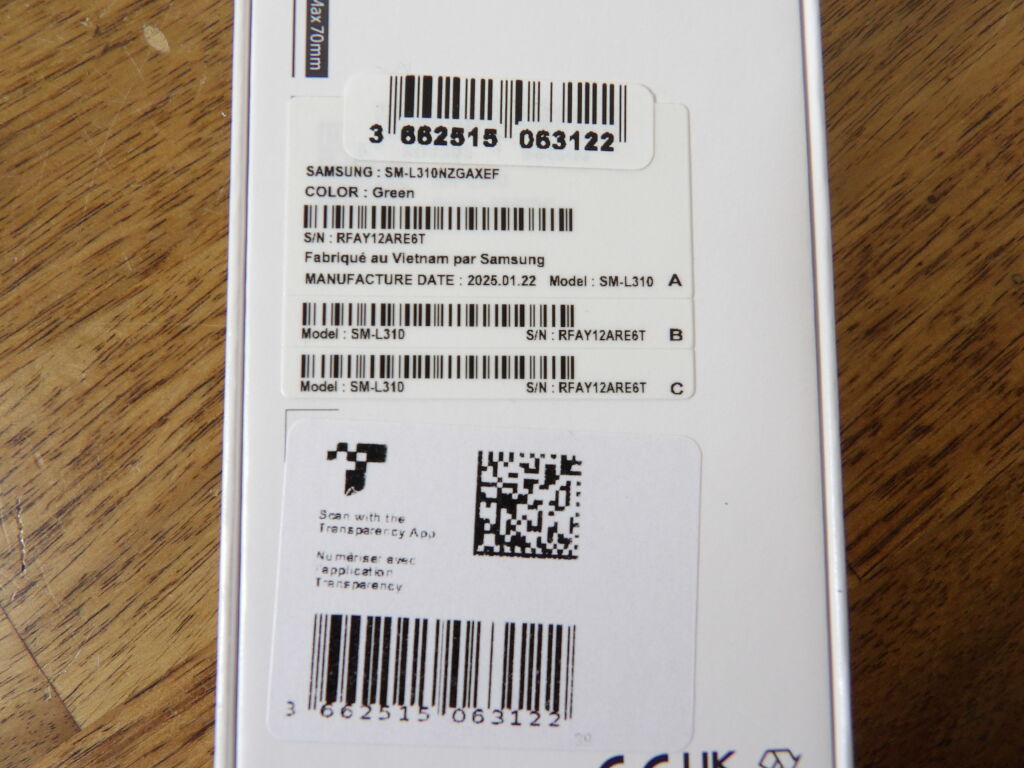 Max 70mm
3 662515 063122
SAMSUNG : SM-L310NZGAXEF
COLOR : Green
S/N : RFAY12ARE6T
Fabriqué au Vietnam par Samsung
MANUFACTURE DATE : 2025.01.22 Model : SM-L310 A
Model : SM-L310 S/N : RFAY12ARE6T B
Model : SM-L310 S/N : RFAY12ARE6T C
Scan with the
Transparency App
Numériser avec
l'application
Transparency
3 662515 063122
39
CE UK